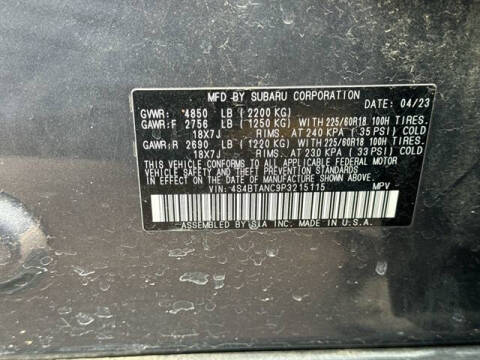 MFD BY SUBARU CORPORATION DATE: 04/23
GVWR: *4850 LB (2200 KG)
GAWR:F 2756 LB (1250 KG) WITH 225/60R18 100H TIRES.
18X7J RIMS. AT 240 KPA (35 PSI) COLD
GAWR:R 2690 LB (1220 KG) WITH 225/60R18 100H TIRES.
18X7J RIMS. AT 230 KPA (33 PSI) COLD
THIS VEHICLE CONFORMS TO ALL APPLICABLE FEDERAL MOTOR
VEHICLE SAFETY AND THEFT PREVENTION STANDARDS IN EFFECT
ON THE DATE OF MANUFACTURE SHOWN ABOVE.
VIN: 4S4BTANC9P3215115 MPV
ASSEMBLED BY SIA INC. MADE IN U.S.A.